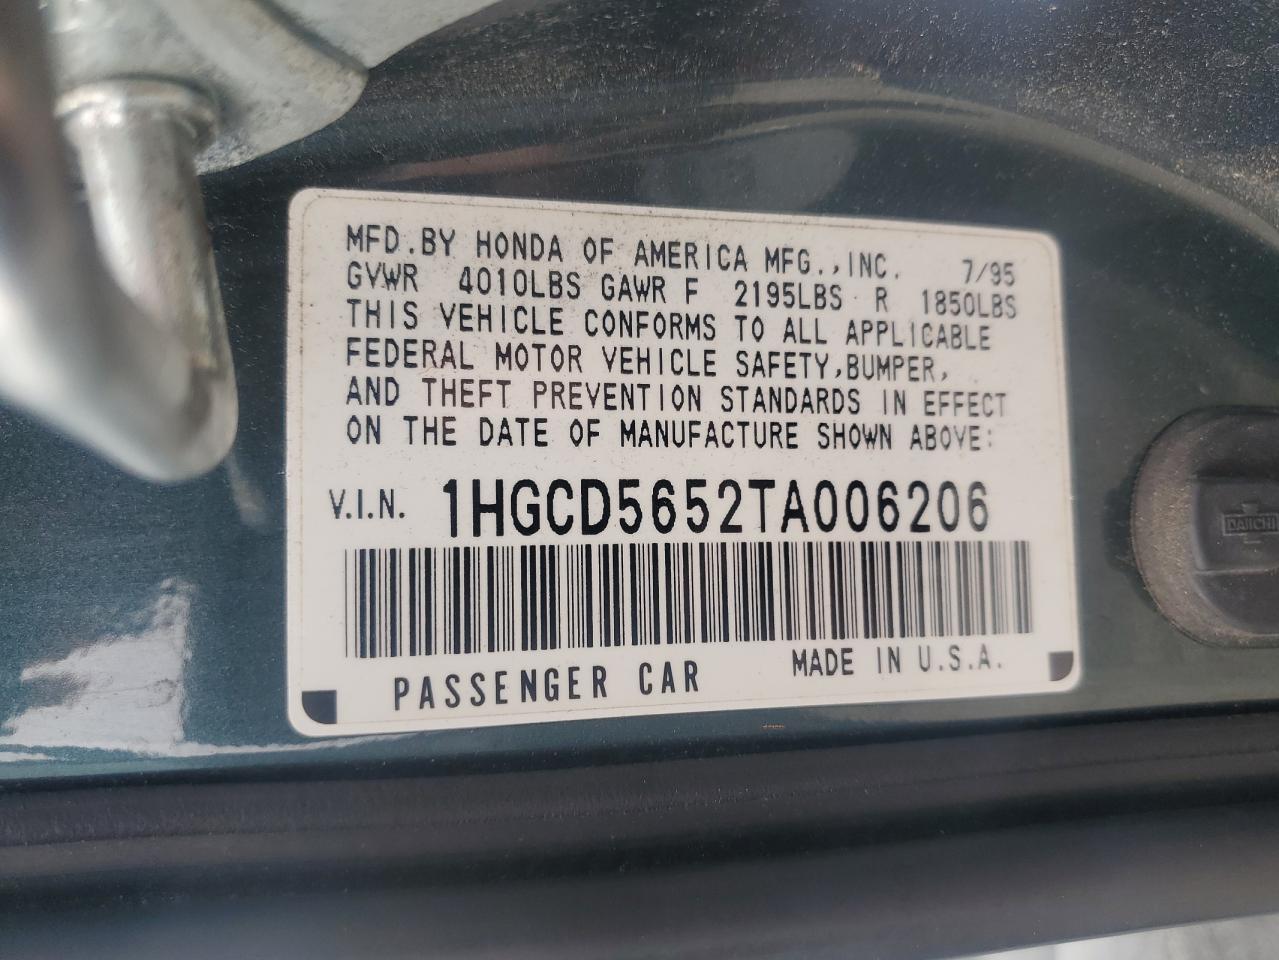 MFD.BY HONDA OF AMERICA MFG.,INC. 7/95
GVWR 4010LBS GAWR F 2195LBS R 1850LBS
THIS VEHICLE CONFORMS TO ALL APPLICABLE
FEDERAL MOTOR VEHICLE SAFETY,BUMPER,
AND THEFT PREVENTION STANDARDS IN EFFECT
ON THE DATE OF MANUFACTURE SHOWN ABOVE:
V.I.N. 1HGCD5652TA006206
PASSENGER CAR MADE IN U.S.A.
DAIICHI